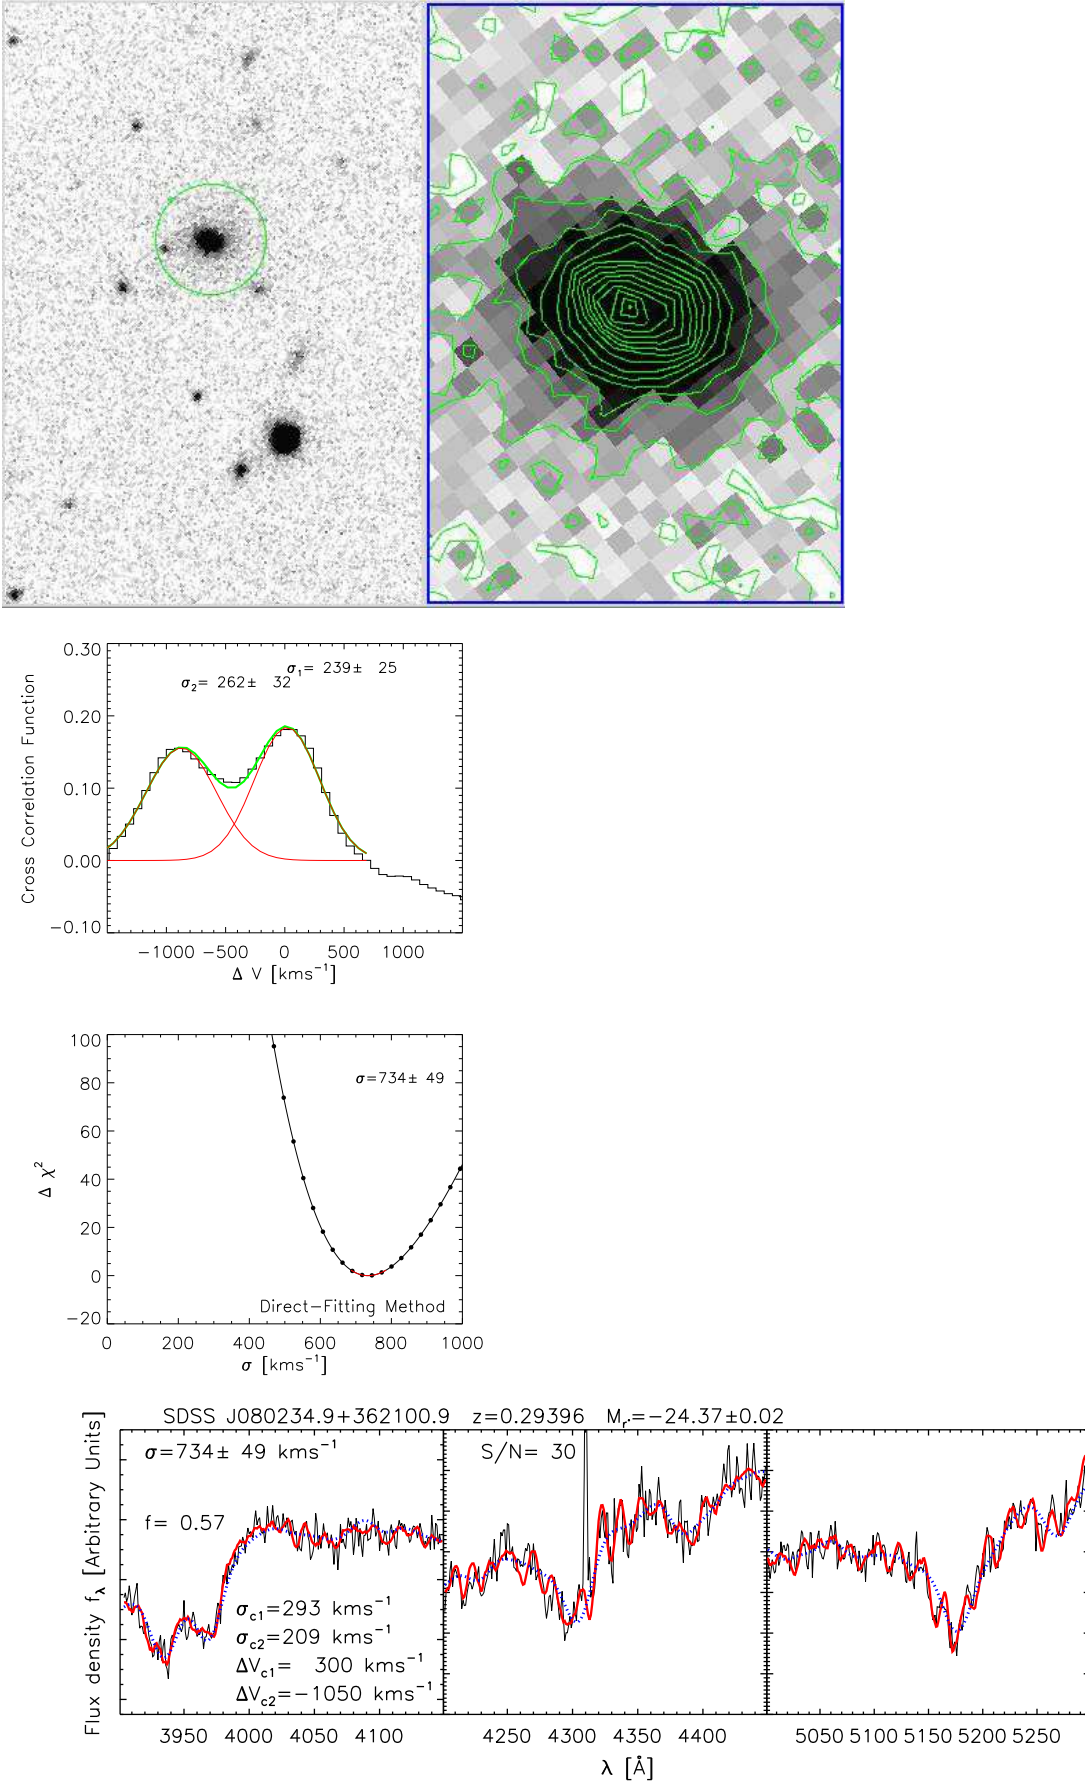 0.30
0.20
0.10
0.00
−0.10
Cross Correlation Function
σ₁= 239± 25
σ₂= 262± 32
−1000 −500 0 500 1000
Δ V [kms⁻¹]
100
80
60
40
20
0
−20
Δ χ²
σ=734± 49
Direct−Fitting Method
0 200 400 600 800 1000
σ [kms⁻¹]
SDSS J080234.9+362100.9 z=0.29396 Mᵣ=−24.37±0.02
Flux density f_λ [Arbitrary Units]
σ=734± 49 kms⁻¹
S/N= 30
f= 0.57
σ_c1=293 kms⁻¹
σ_c2=209 kms⁻¹
ΔV_c1= 300 kms⁻¹
ΔV_c2=−1050 kms⁻¹
3950 4000 4050 4100 4250 4300 4350 4400 5050 5100 5150 5200 5250
λ [Å]